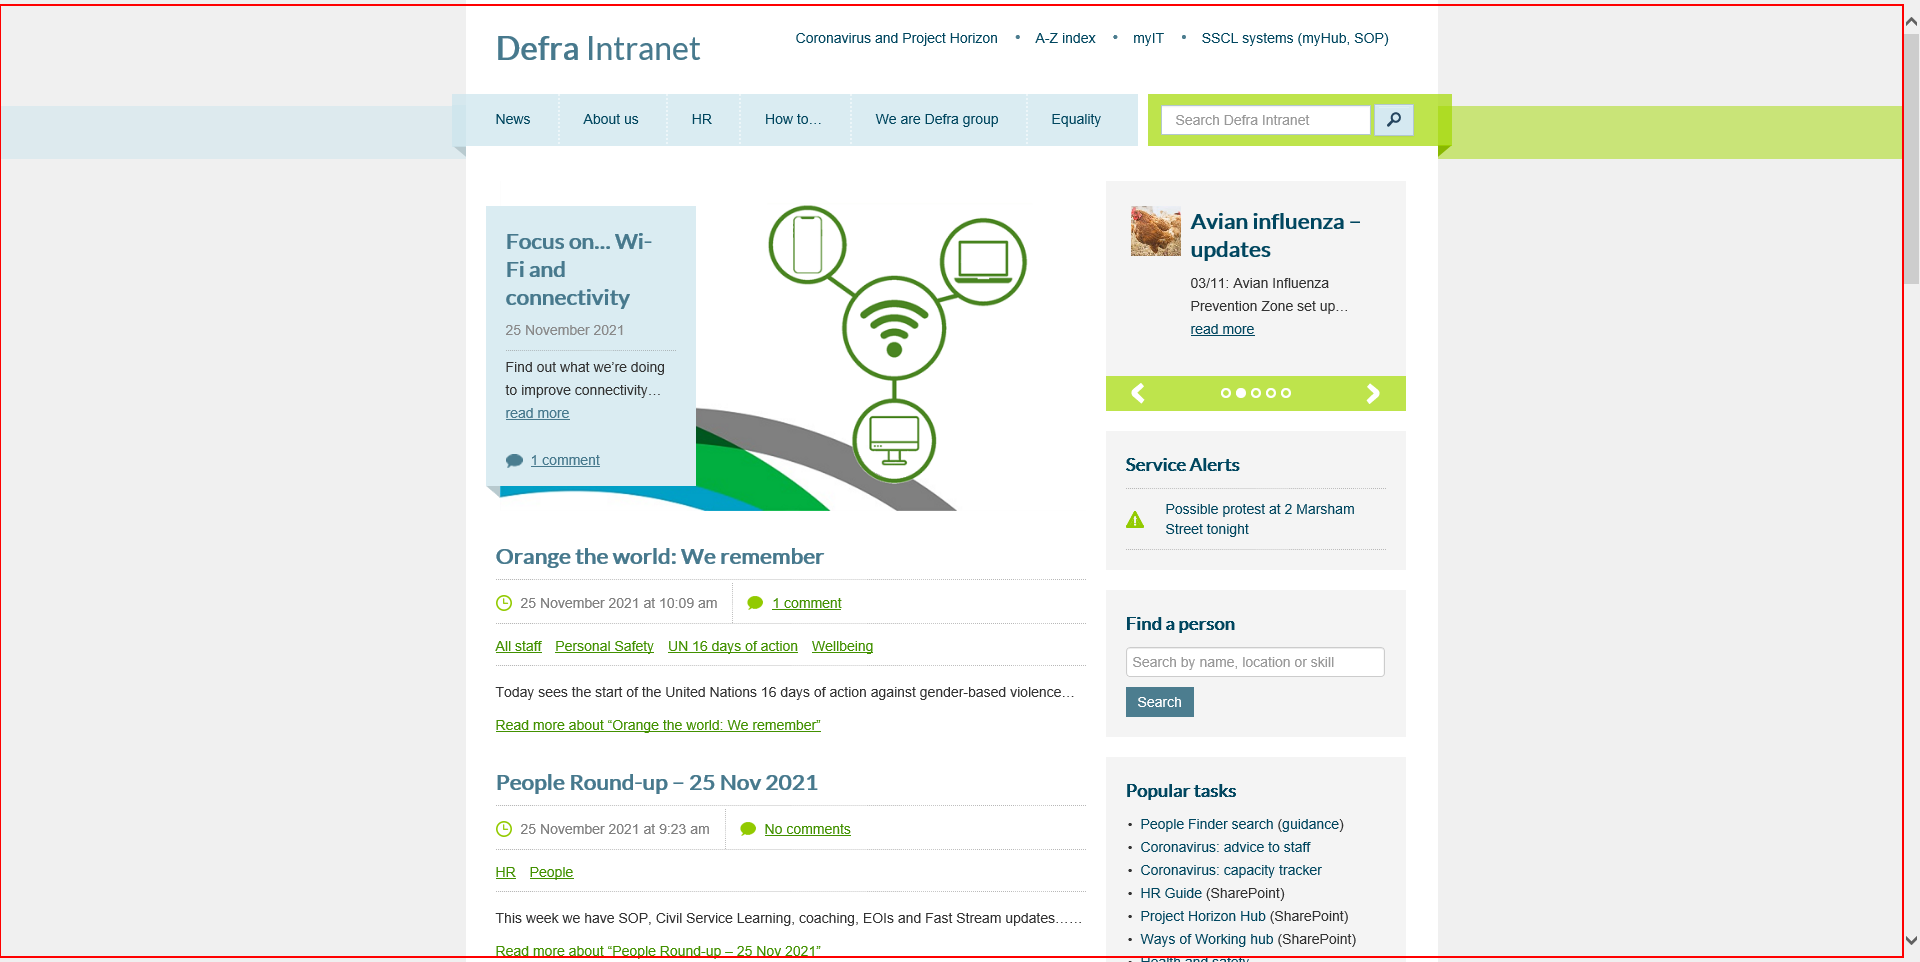 Defra Intranet
Coronavirus and Project Horizon • A-Z index • myIT • SSCL systems (myHub, SOP)
News
About us
HR
How to…
We are Defra group
Equality
Search Defra Intranet
Focus on... Wi-
Fi and
connectivity
25 November 2021
Find out what we’re doing
to improve connectivity…
read more
1 comment
Orange the world: We remember
25 November 2021 at 10:09 am
1 comment
All staff Personal Safety UN 16 days of action Wellbeing
Today sees the start of the United Nations 16 days of action against gender-based violence…
Read more about “Orange the world: We remember”
People Round-up – 25 Nov 2021
25 November 2021 at 9:23 am
No comments
HR People
This week we have SOP, Civil Service Learning, coaching, EOIs and Fast Stream updates……
Read more about “People Round-up – 25 Nov 2021”
Avian influenza –
updates
03/11: Avian Influenza
Prevention Zone set up…
read more
Service Alerts
Possible protest at 2 Marsham
Street tonight
Find a person
Search by name, location or skill
Search
Popular tasks
• People Finder search (guidance)
• Coronavirus: advice to staff
• Coronavirus: capacity tracker
• HR Guide (SharePoint)
• Project Horizon Hub (SharePoint)
• Ways of Working hub (SharePoint)
• Health and safety